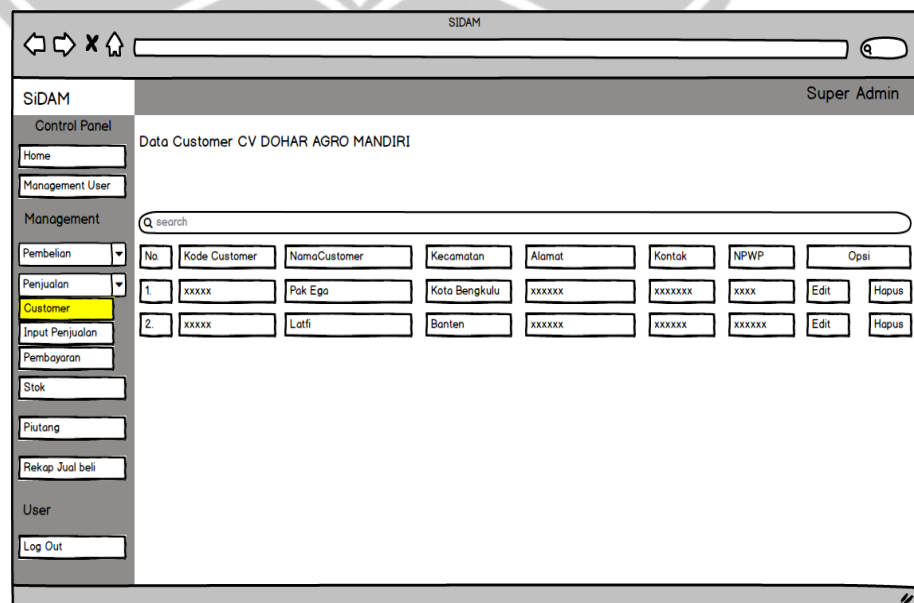 SIDAM
SiDAM
Super Admin
Control Panel
Home
Management User
Management
Pembelian
Penjualan
Customer
Input Penjualan
Pembayaran
Stok
Piutang
Rekap Jual beli
User
Log Out
Data Customer CV DOHAR AGRO MANDIRI
search
No. Kode Customer NamaCustomer Kecamatan Alamat Kontak NPWP Opsi
1. xxxxx Pak Ega Kota Bengkulu xxxxxx xxxxxxx xxxx Edit Hapus
2. xxxxx Latfi Banten xxxxxx xxxxxx xxxxxx Edit Hapus